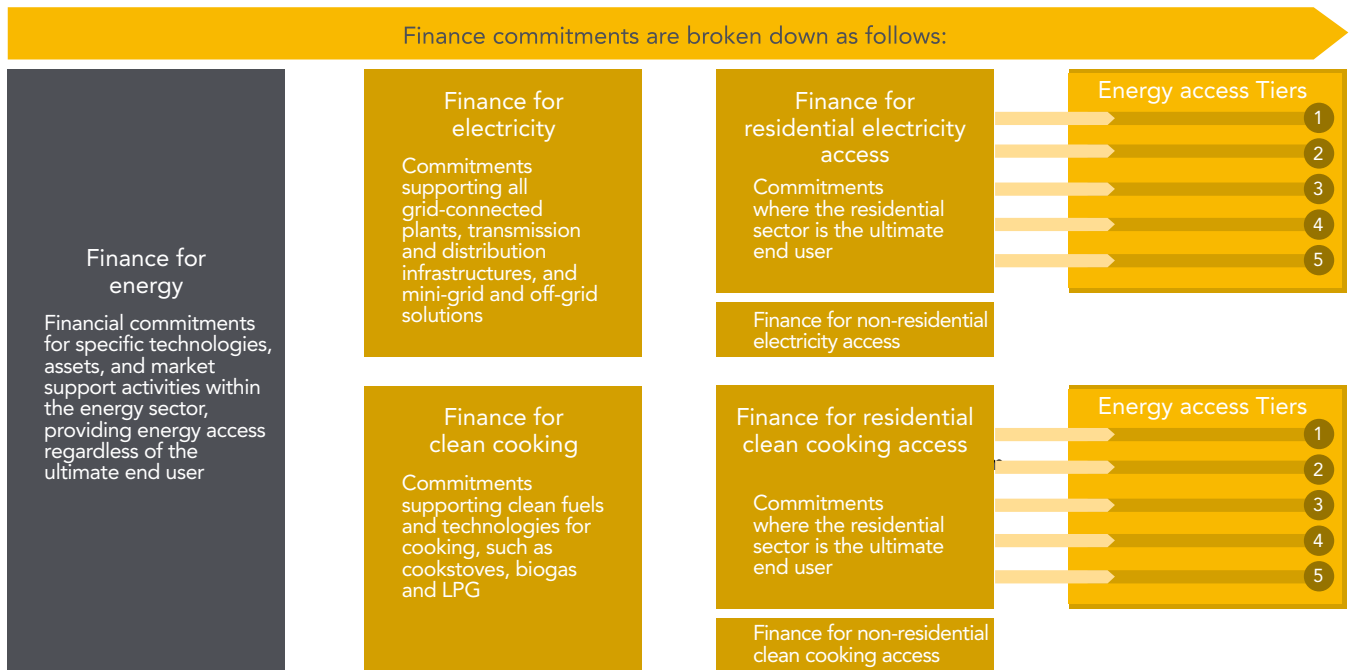 Finance commitments are broken down as follows:
Finance for
energy
Financial commitments
for specific technologies,
assets, and market
support activities within
the energy sector,
providing energy access
regardless of the
ultimate end user
Finance for
electricity
Commitments
supporting all
grid-connected
plants, transmission
and distribution
infrastructures, and
mini-grid and off-grid
solutions
Finance for
residential electricity
access
Commitments
where the residential
sector is the ultimate
end user
Finance for non-residential
electricity access
Energy access Tiers
1
2
3
4
5
Finance for
clean cooking
Commitments
supporting clean fuels
and technologies for
cooking, such as
cookstoves, biogas
and LPG
Finance for residential
clean cooking access
Commitments
where the residential
sector is the ultimate
end user
Finance for non-residential
clean cooking access
Energy access Tiers
1
2
3
4
5